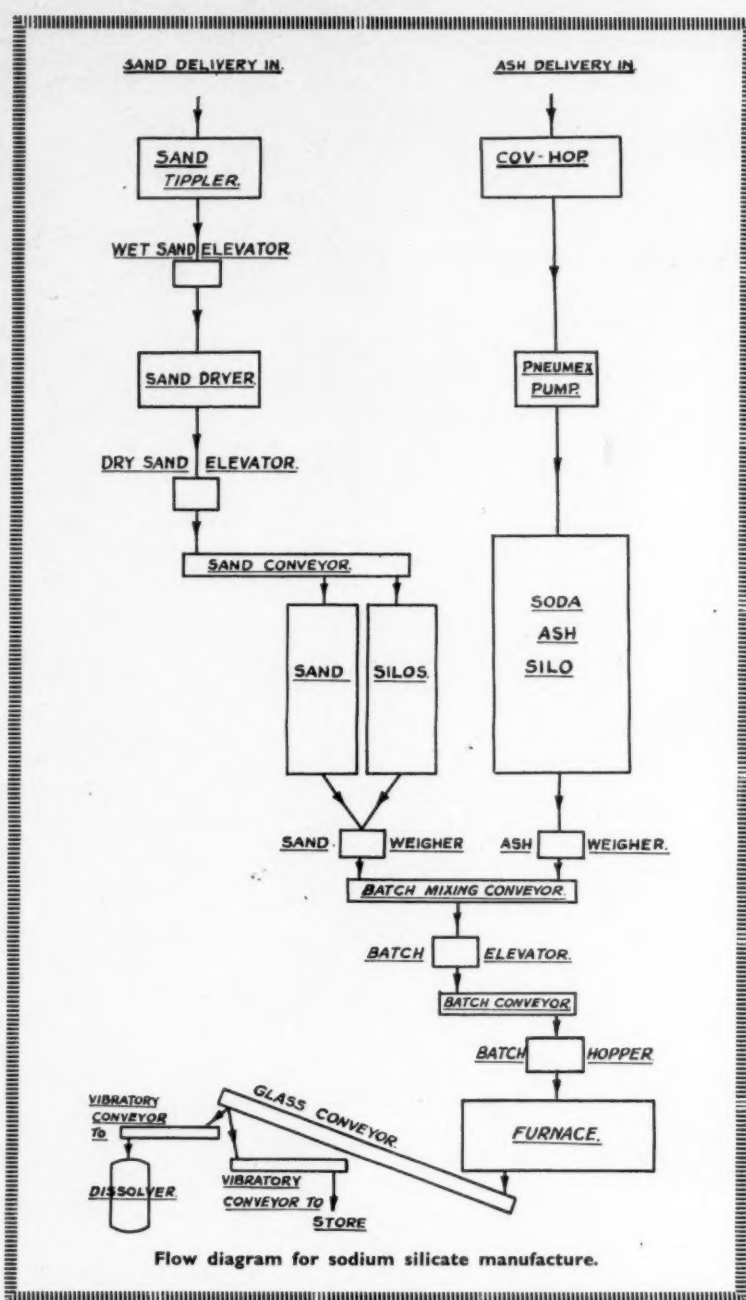 SAND DELIVERY IN.
ASH DELIVERY IN.
SAND
TIPPLER.
COV-HOP.
WET SAND ELEVATOR
SAND DRYER.
PNEUMEX
PUMP.
DRY SAND ELEVATOR.
SAND CONVEYOR.
SODA
ASH
SILO
SAND SILOS.
SAND WEIGHER
ASH WEIGHER.
BATCH MIXING CONVEYOR.
BATCH ELEVATOR.
BATCH CONVEYOR
BATCH HOPPER
FURNACE.
GLASS CONVEYOR.
VIBRATORY
CONVEYOR
TO
DISSOLVER.
VIBRATORY
CONVEYOR TO
STORE
Flow diagram for sodium silicate manufacture.